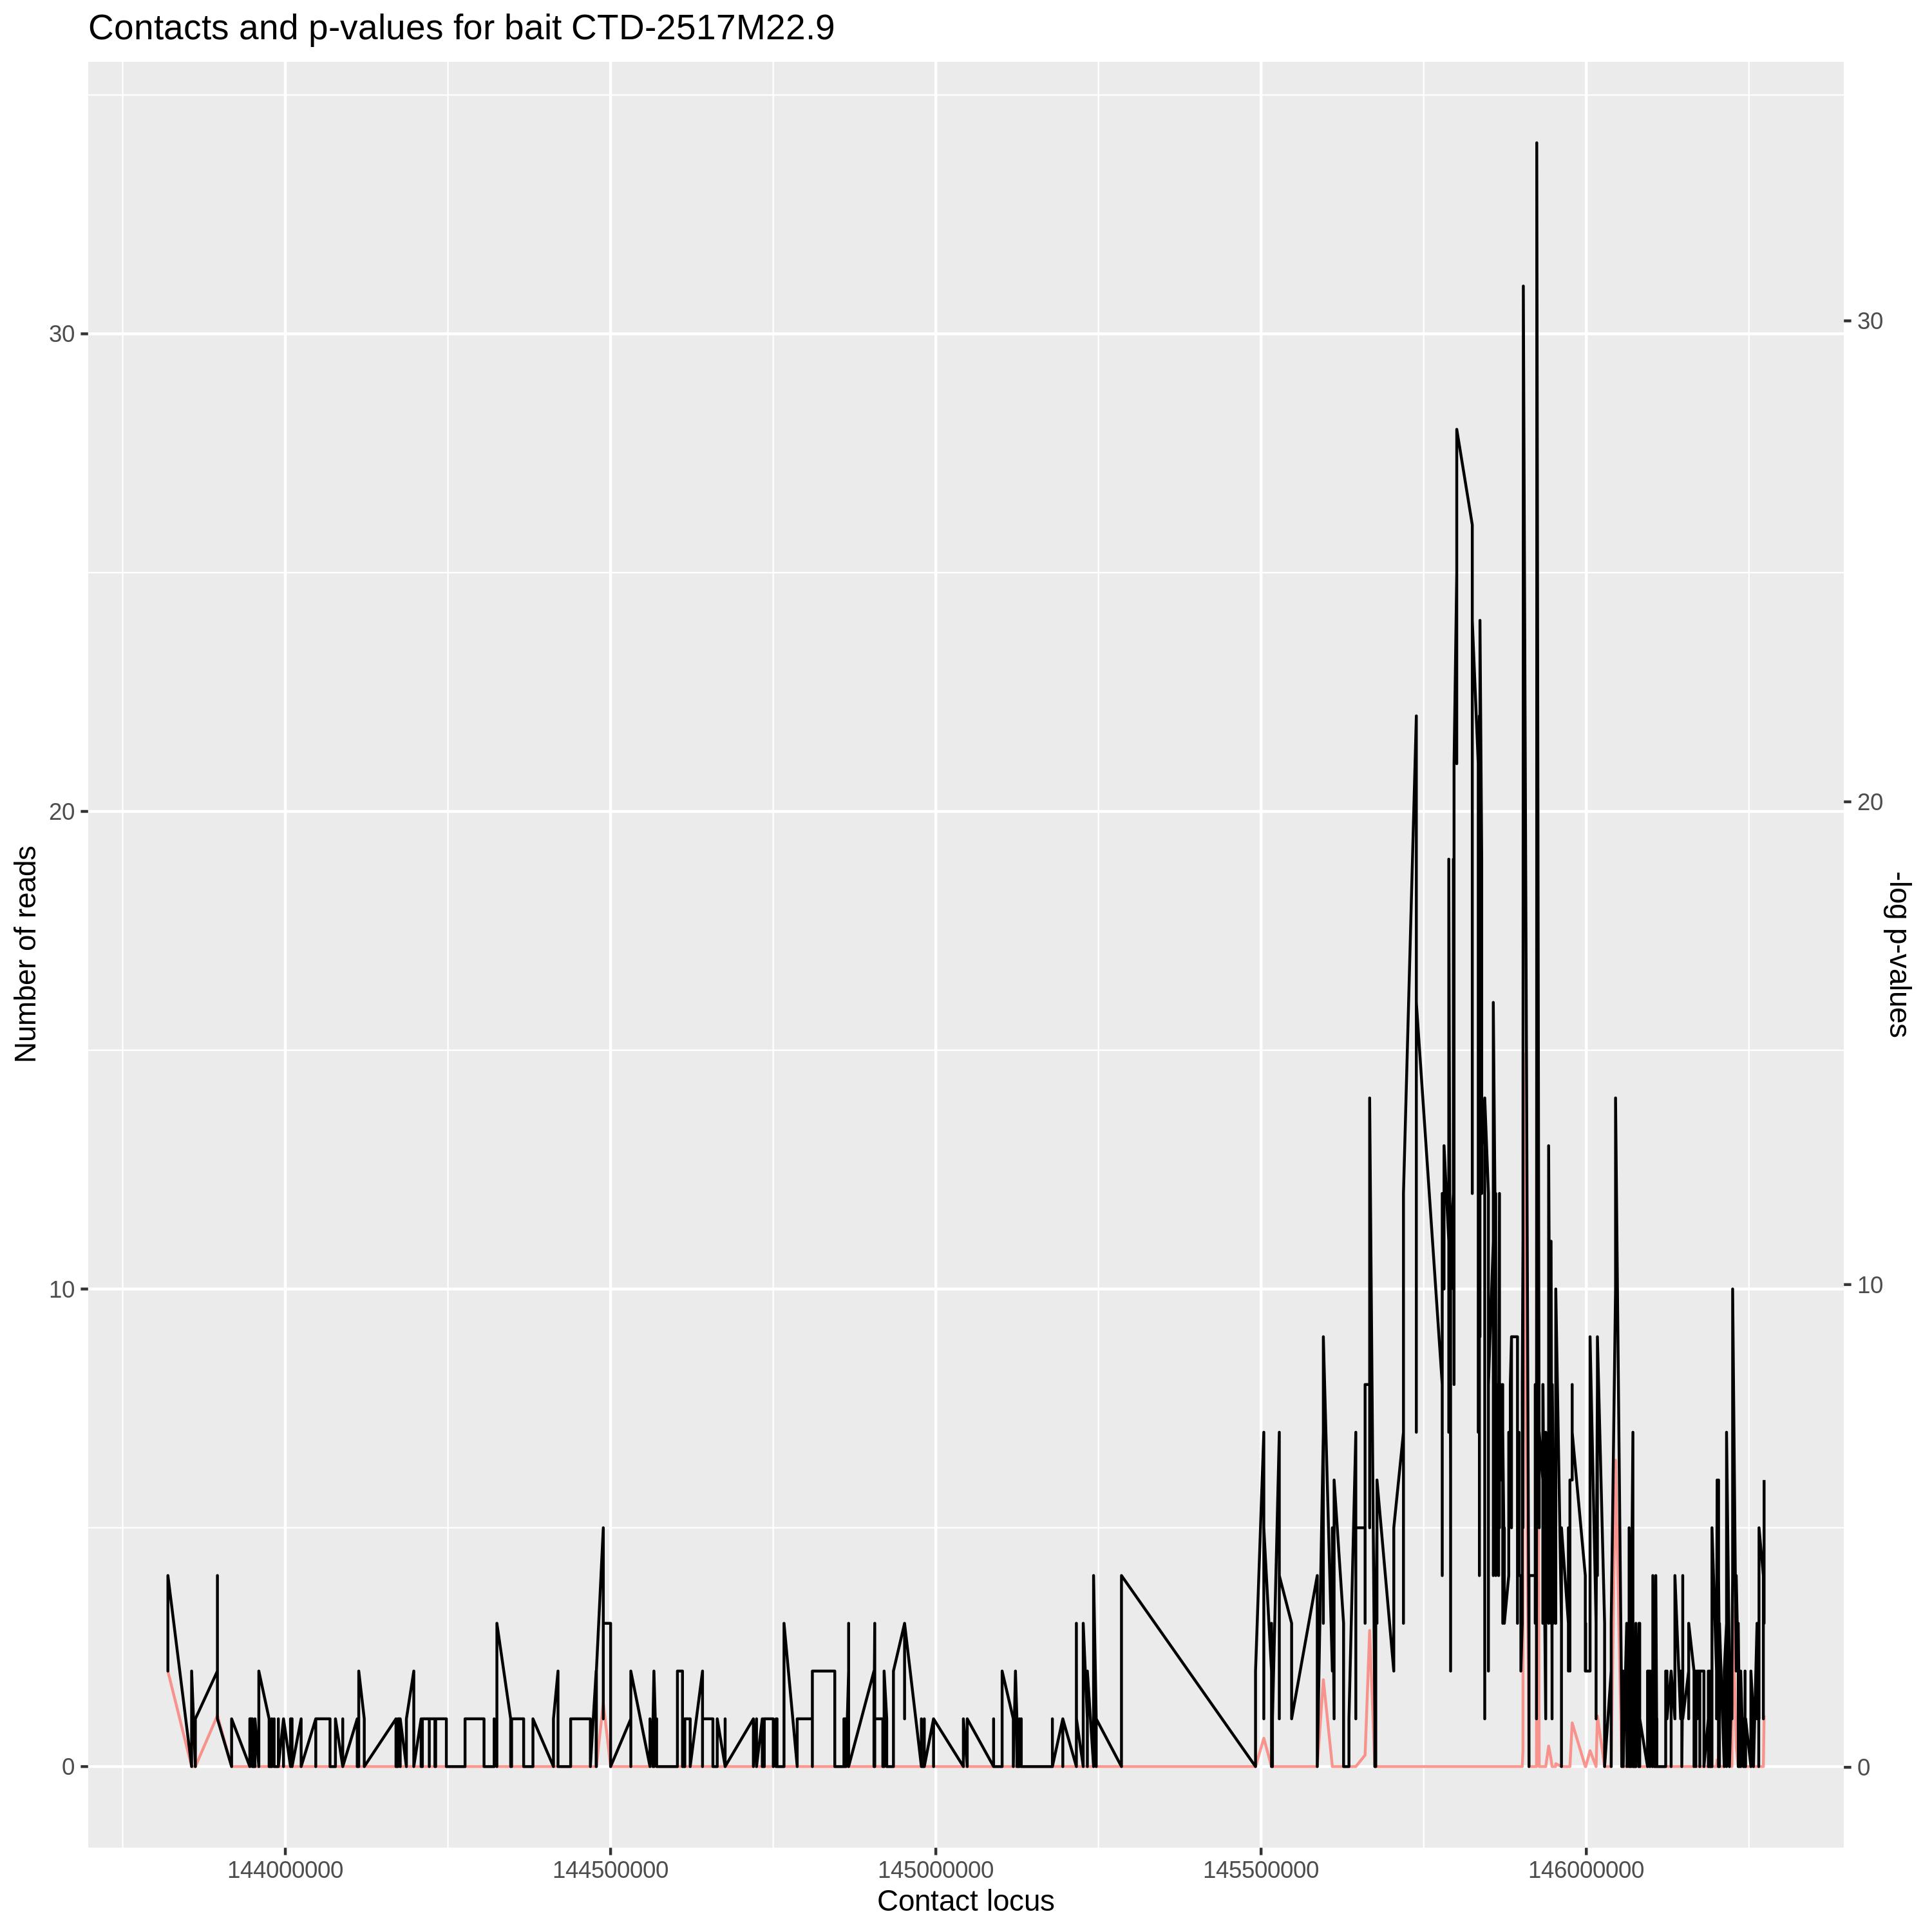 Contacts and p-values for bait CTD-2517M22.9
30
20
10
0
Number of reads
30
20
10
0
-log p-values
144000000 144500000 145000000 145500000 146000000
Contact locus